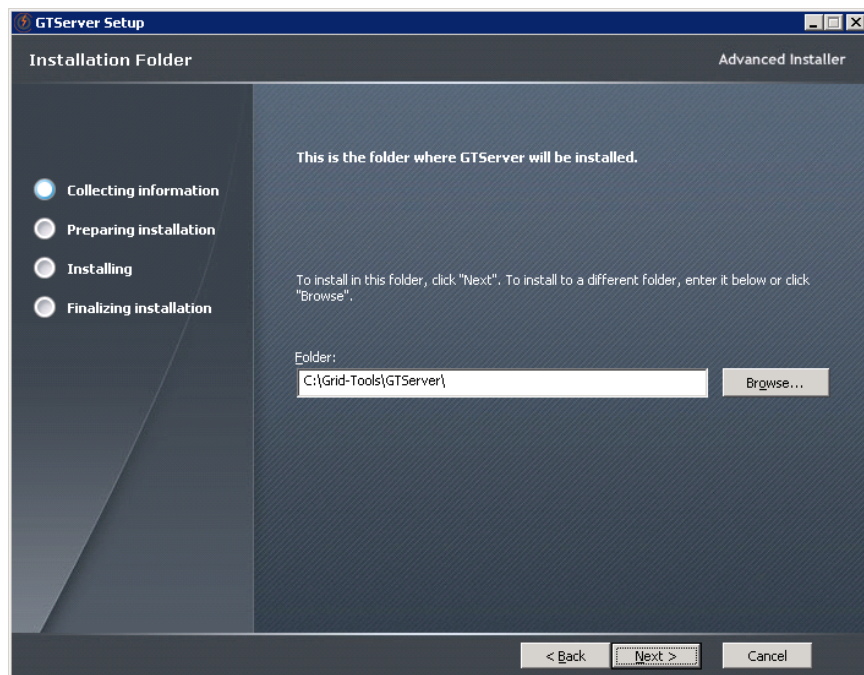 GTServer Setup
Installation Folder
Advanced Installer
This is the folder where GTServer will be installed.
Collecting information
Preparing installation
Installing
Finalizing installation
To install in this folder, click "Next". To install to a different folder, enter it below or click
"Browse".
Folder:
C:\Grid-Tools\GTServer\
Browse...
< Back
Next >
Cancel